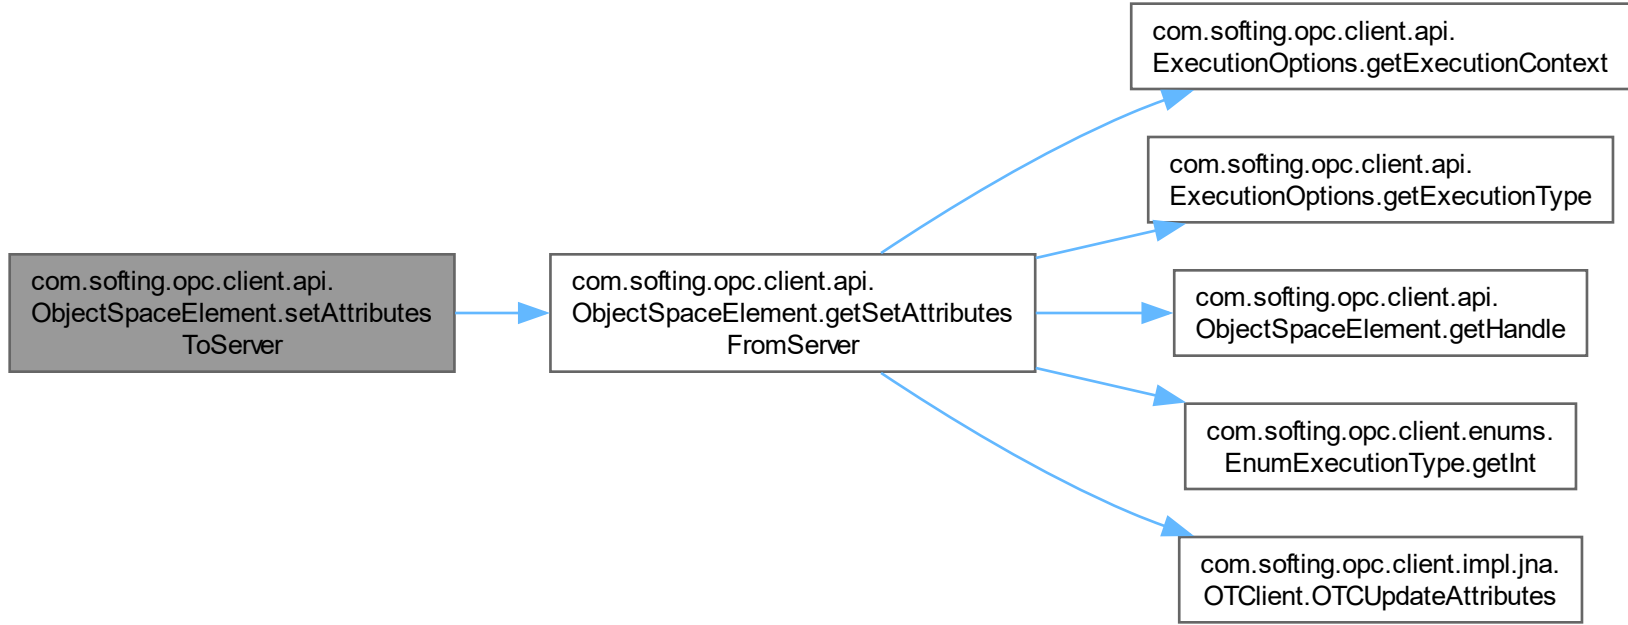 com.softing.opc.client.api.
ObjectSpaceElement.setAttributes
ToServer
com.softing.opc.client.api.
ObjectSpaceElement.getSetAttributes
FromServer
com.softing.opc.client.api.
ExecutionOptions.getExecutionContext
com.softing.opc.client.api.
ExecutionOptions.getExecutionType
com.softing.opc.client.api.
ObjectSpaceElement.getHandle
com.softing.opc.client.enums.
EnumExecutionType.getInt
com.softing.opc.client.impl.jna.
OTClient.OTCUpdateAttributes